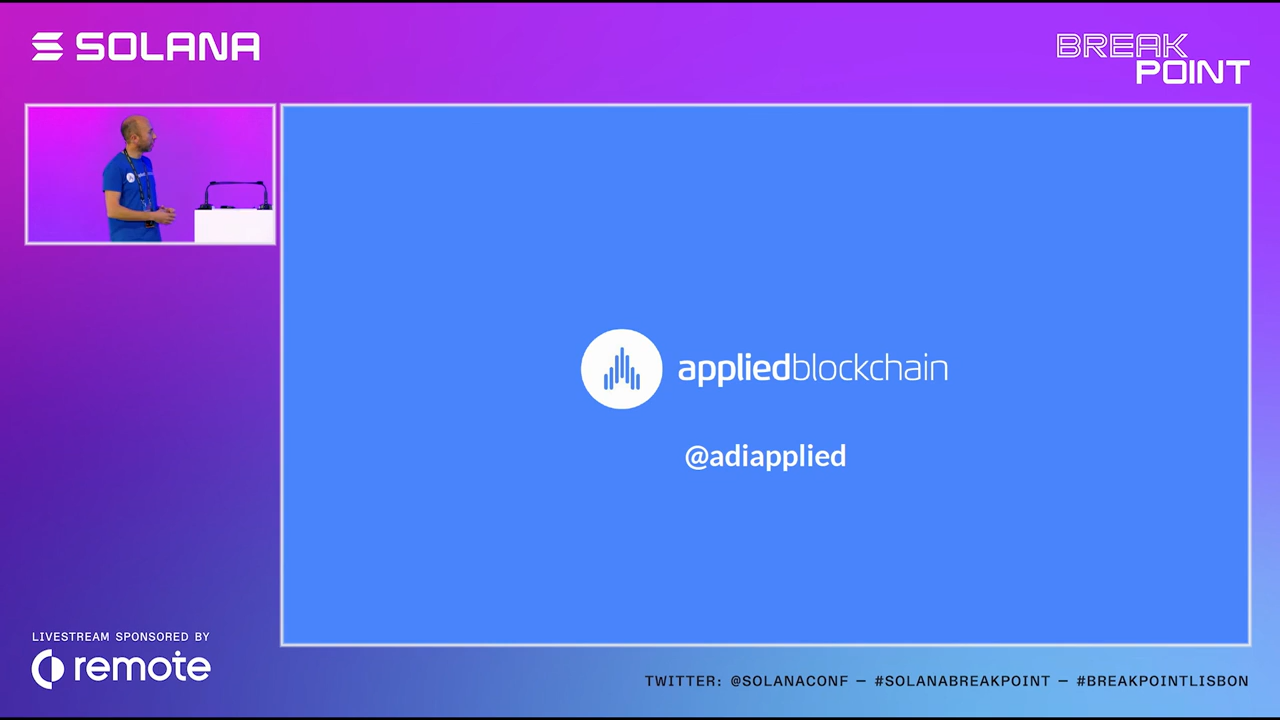 SOLANA
BREAK
POINT
appliedblockchain
@adiapplied
LIVESTREAM SPONSORED BY
remote
TWITTER: @SOLANACONF — #SOLANABREAKPOINT — #BREAKPOINTLISBON